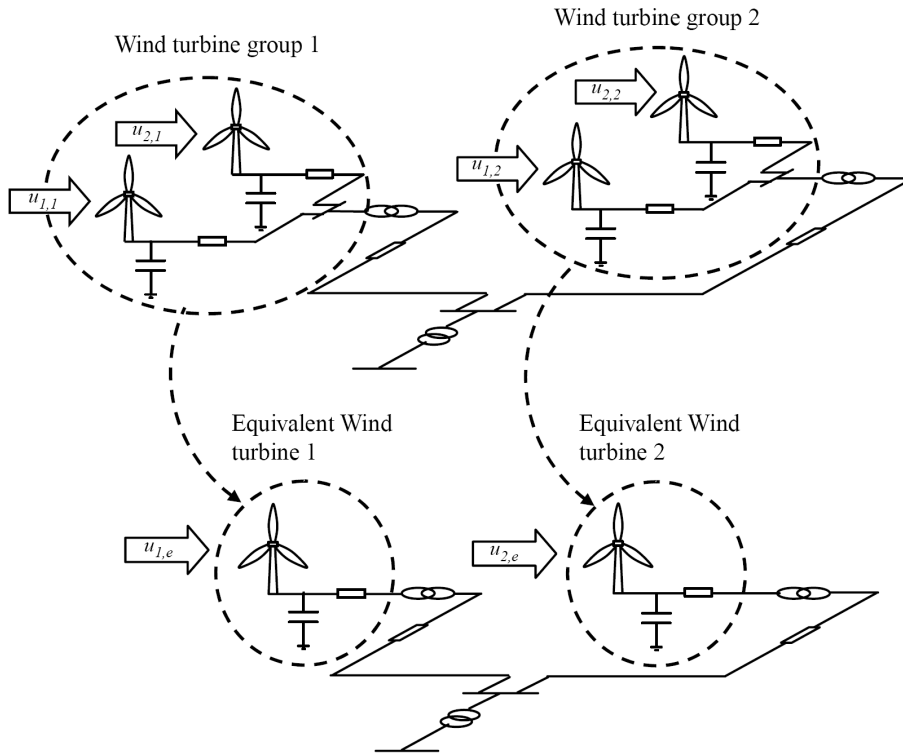 Wind turbine group 1
Wind turbine group 2
u2,1
u2,2
u1,1
u1,2
Equivalent Wind
turbine 1
Equivalent Wind
turbine 2
u1,e
u2,e